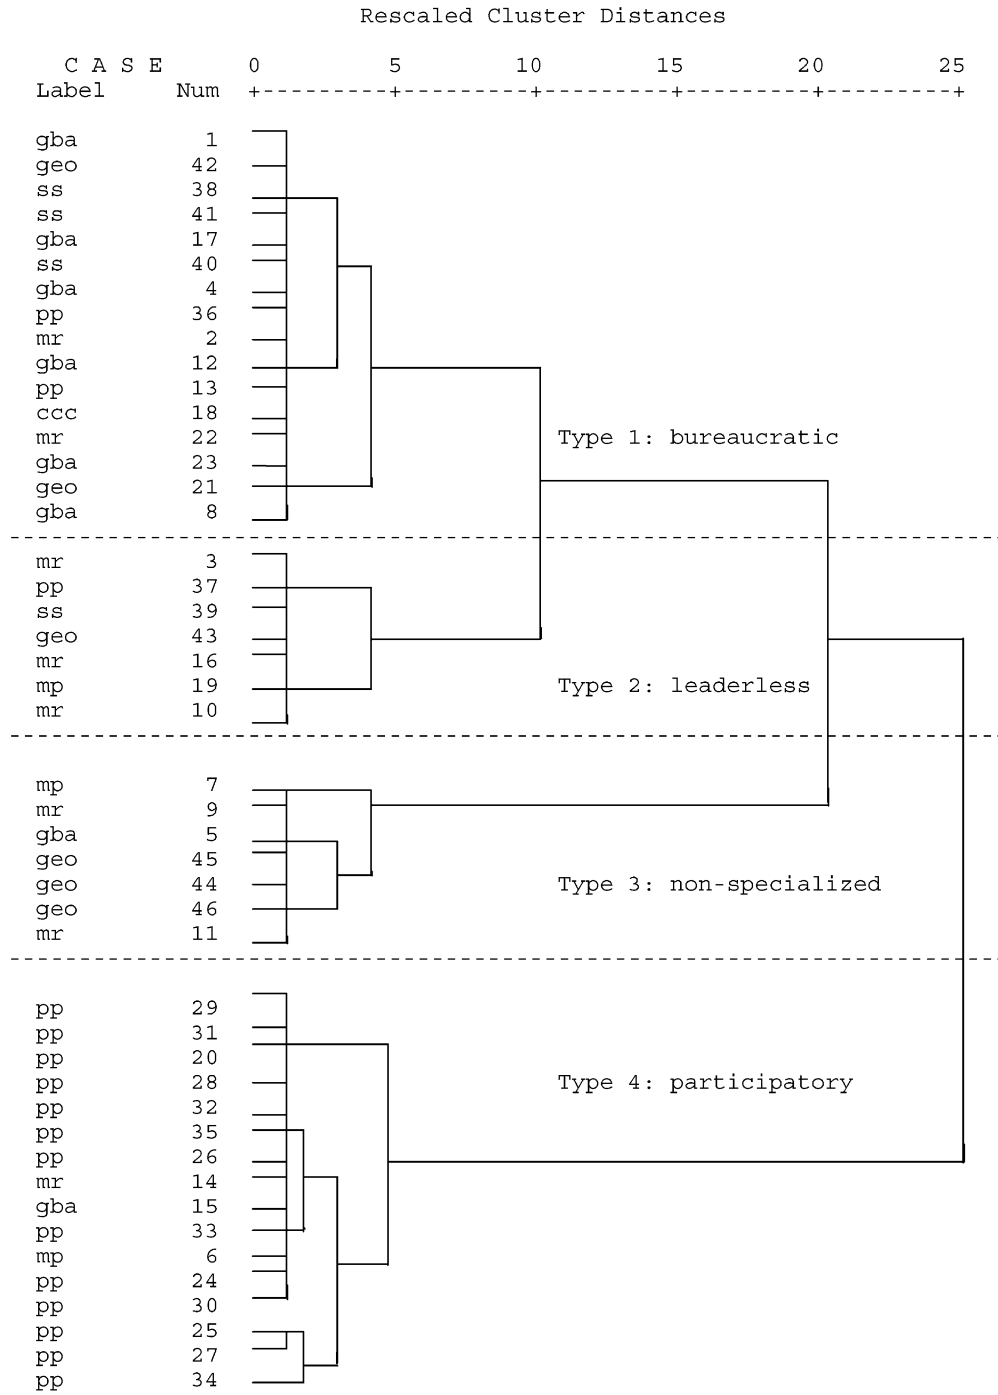 Rescaled Cluster Distances
C A S E 0 5 10 15 20 25
Label Num +---------+---------+---------+---------+---------+
gba 1
geo 42
ss 38
ss 41
gba 17
ss 40
gba 4
pp 36
mr 2
gba 12
pp 13
ccc 18
mr 22
Type 1: bureaucratic
gba 23
geo 21
gba 8
mr 3
pp 37
ss 39
geo 43
mr 16
mp 19 Type 2: leaderless
mr 10
mp 7
mr 9
gba 5
geo 45
geo 44 Type 3: non-specialized
geo 46
mr 11
pp 29
pp 31
pp 20
pp 28 Type 4: participatory
pp 32
pp 35
pp 26
mr 14
gba 15
pp 33
mp 6
pp 24
pp 30
pp 25
pp 27
pp 34